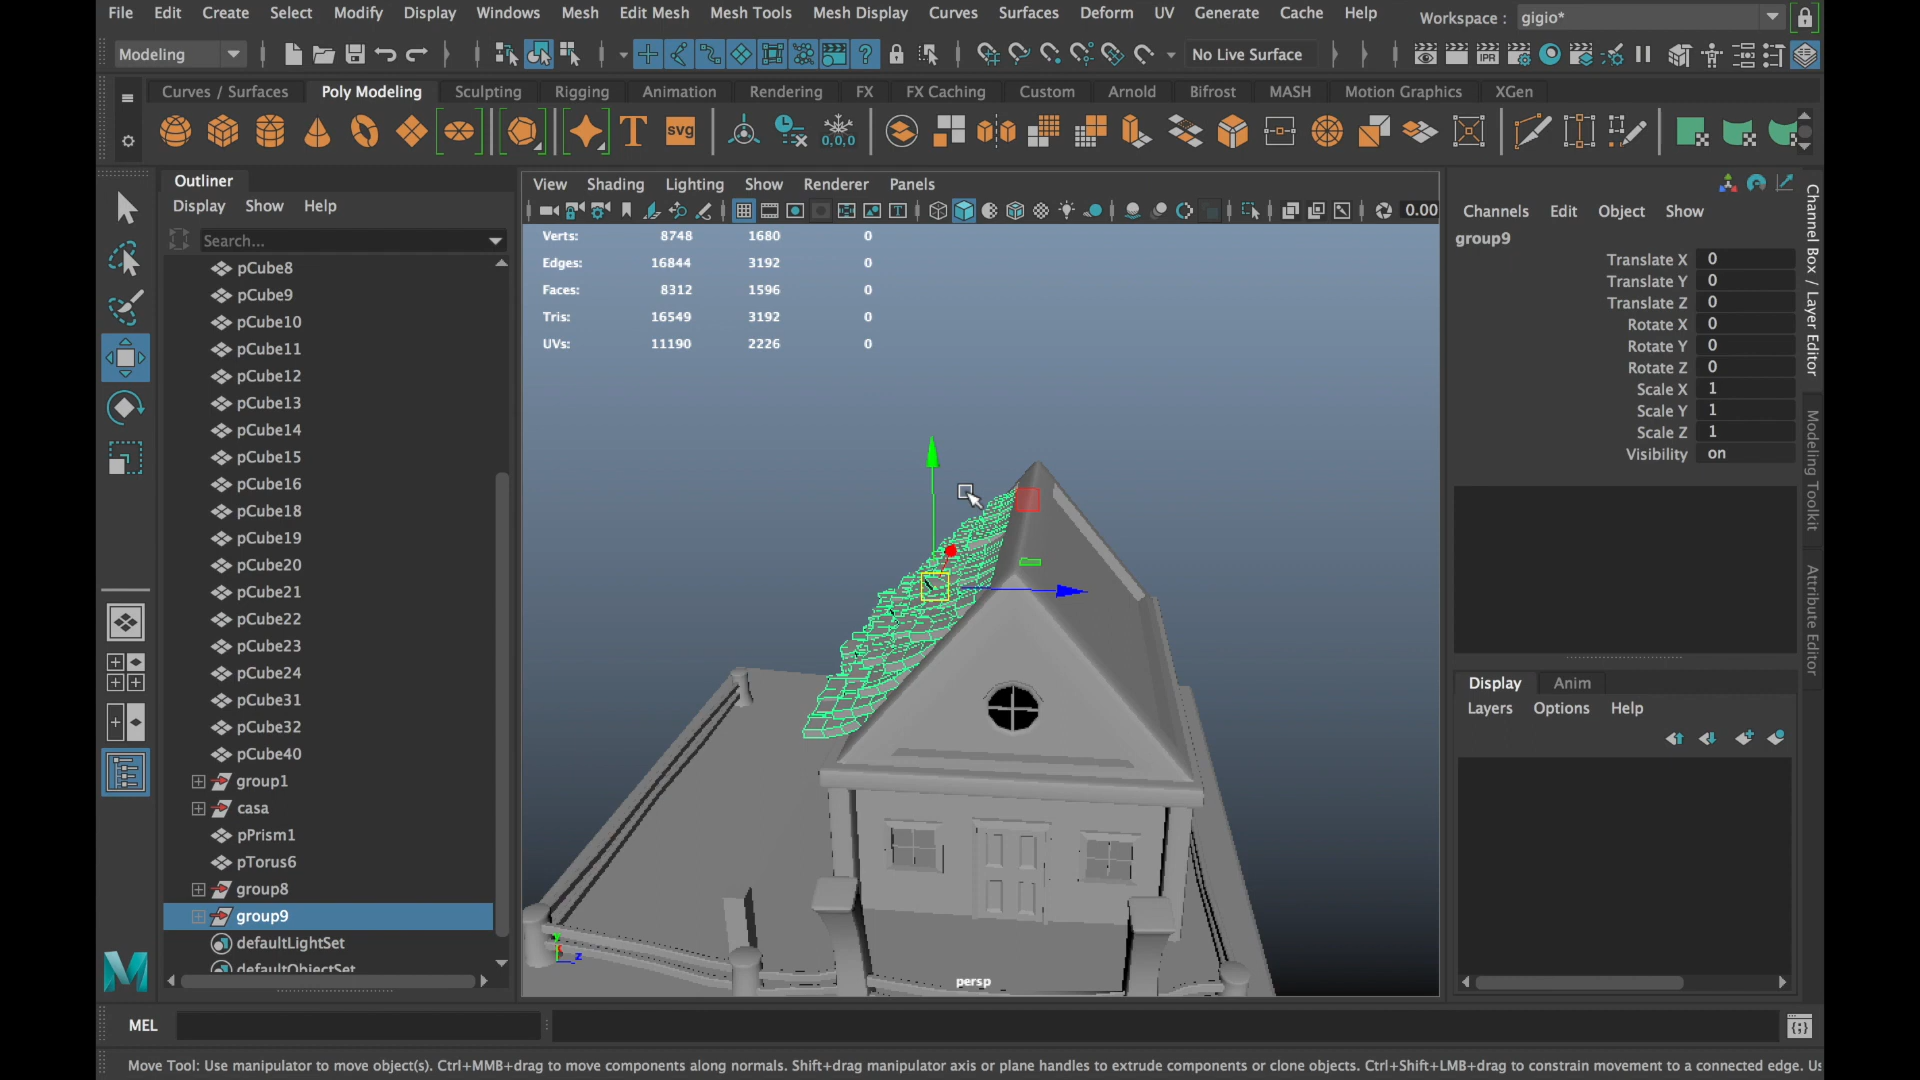 File Edit Create Select Modify Display Windows Mesh Edit Mesh Mesh Tools Mesh Display Curves Surfaces Deform UV Generate Cache Help Workspace : gigio*
Modeling No Live Surface
Curves / Surfaces Poly Modeling Sculpting Rigging Animation Rendering FX FX Caching Custom Arnold Bifrost MASH Motion Graphics XGen
T svg 0,0,0
Outliner
Display Show Help
Search...
pCube8
pCube9
pCube10
pCube11
pCube12
pCube13
pCube14
pCube15
pCube16
pCube18
pCube19
pCube20
pCube21
pCube22
pCube23
pCube24
pCube31
pCube32
pCube40
group1
casa
pPrism1
pTorus6
group8
group9
defaultLightSet
defaultObjectSet
View Shading Lighting Show Renderer Panels
0.00
Verts: 8748 1680 0
Edges: 16844 3192 0
Faces: 8312 1596 0
Tris: 16549 3192 0
UVs: 11190 2226 0
persp
z
Channels Edit Object Show
group9
Translate X 0
Translate Y 0
Translate Z 0
Rotate X 0
Rotate Y 0
Rotate Z 0
Scale X 1
Scale Y 1
Scale Z 1
Visibility on
Display Anim
Layers Options Help
Channel Box / Layer Editor
Modeling Toolkit
Attribute Editor
MEL
Move Tool: Use manipulator to move object(s). Ctrl+MMB+drag to move components along normals. Shift+drag manipulator axis or plane handles to extrude components or clone objects. Ctrl+Shift+LMB+drag to constrain movement to a connected edge. Us